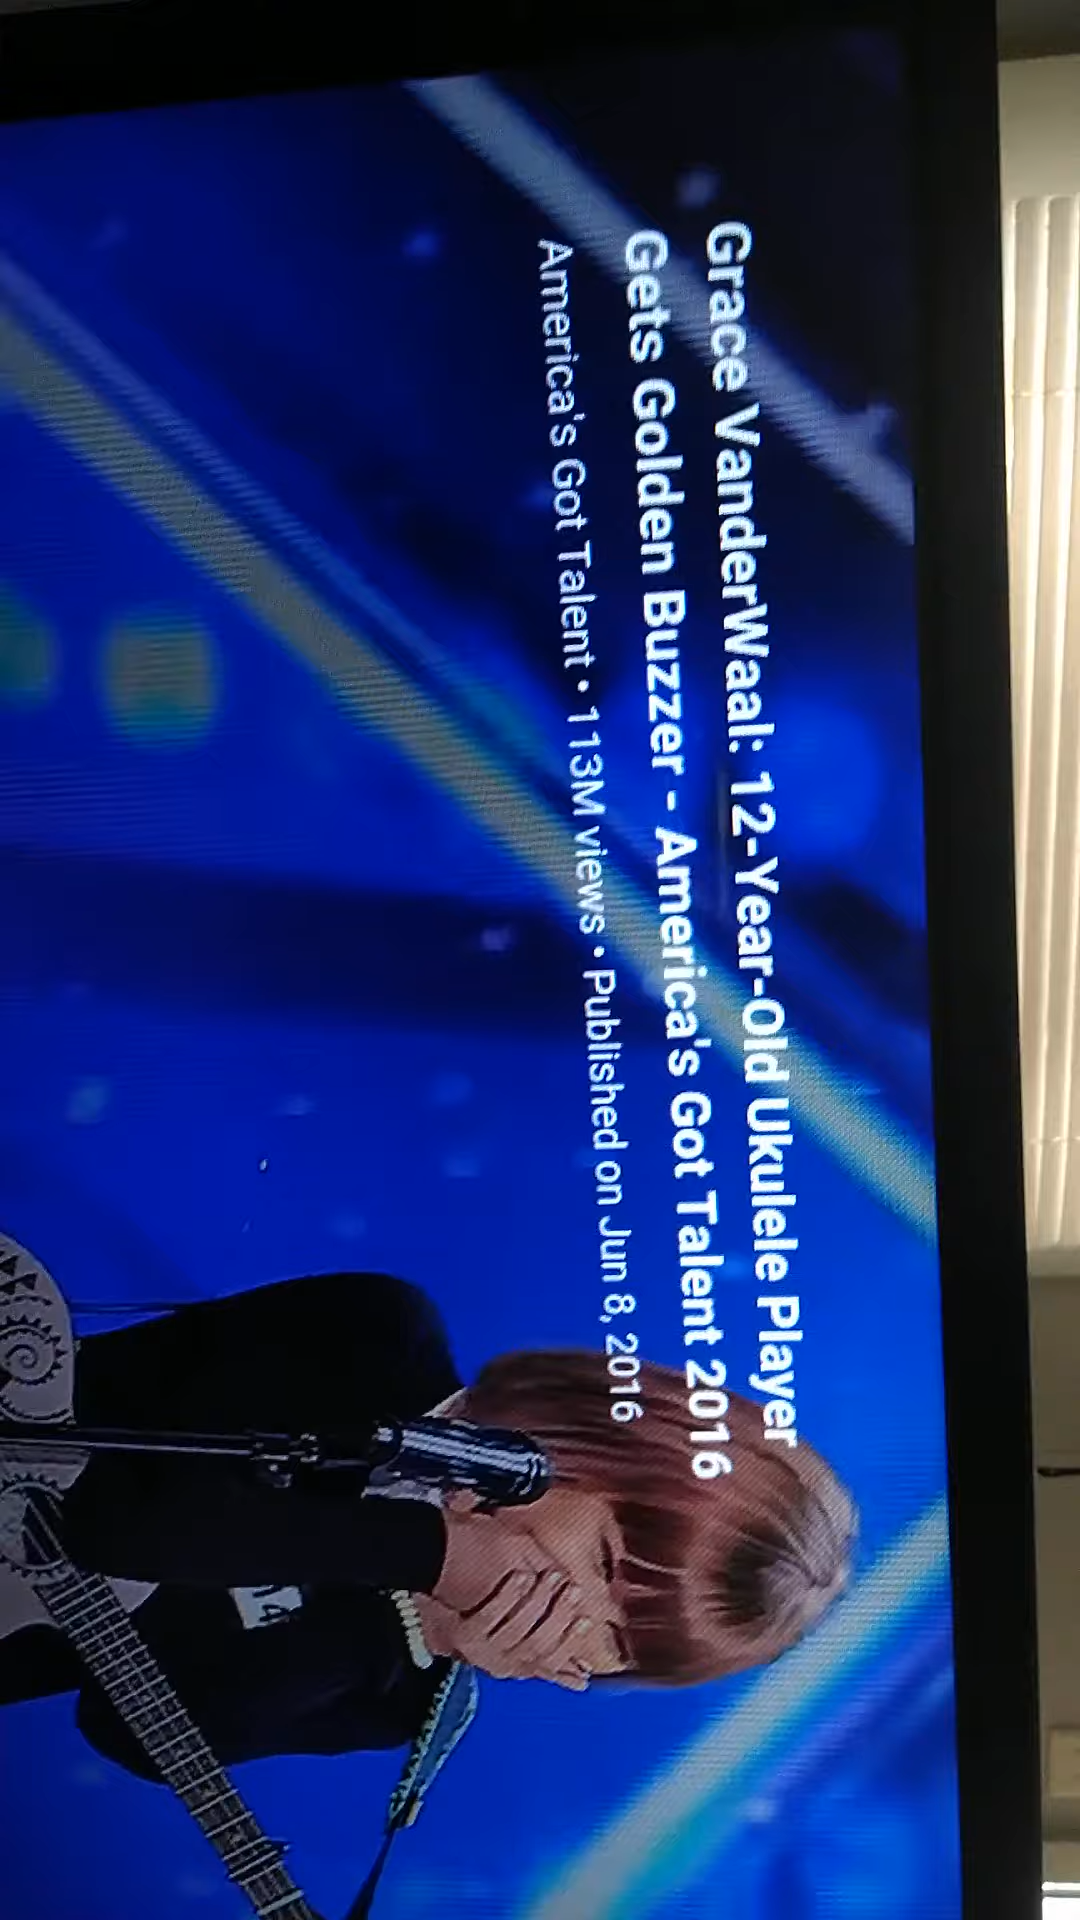 Grace VanderWaal: 12-Year-Old Ukulele Player
Gets Golden Buzzer - America's Got Talent 2016
America's Got Talent • 113M views • Published on Jun 8, 2016